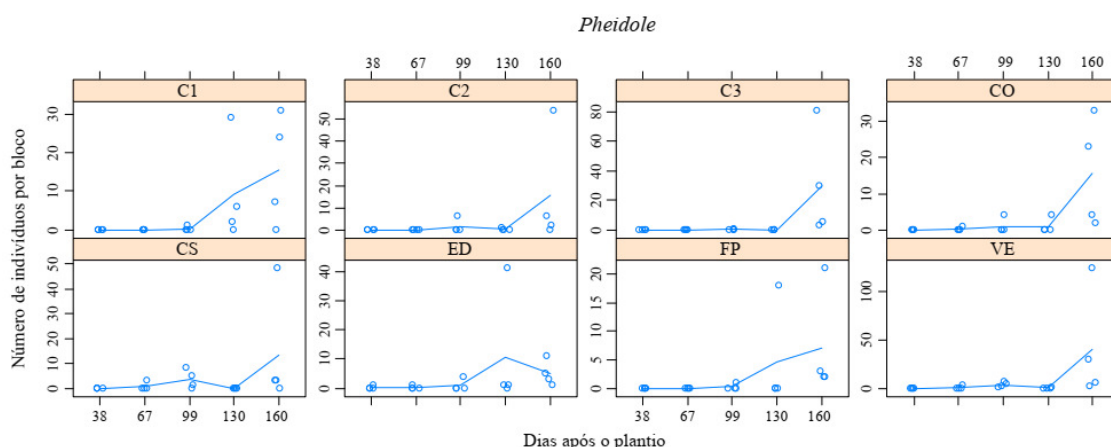 Pheidole
38 67 99 130 160
38 67 99 130 160
C1 C2 C3 CO
0 10 20 30
0 10 20 30 40 50
0 20 40 60 80
0 10 20 30
Número de indivíduos por bloco
CS ED FP VE
0 10 20 30 40 50
0 10 20 30 40
0 5 10 15 20
0 50 100
38 67 99 130 160
38 67 99 130 160
Dias após o plantio